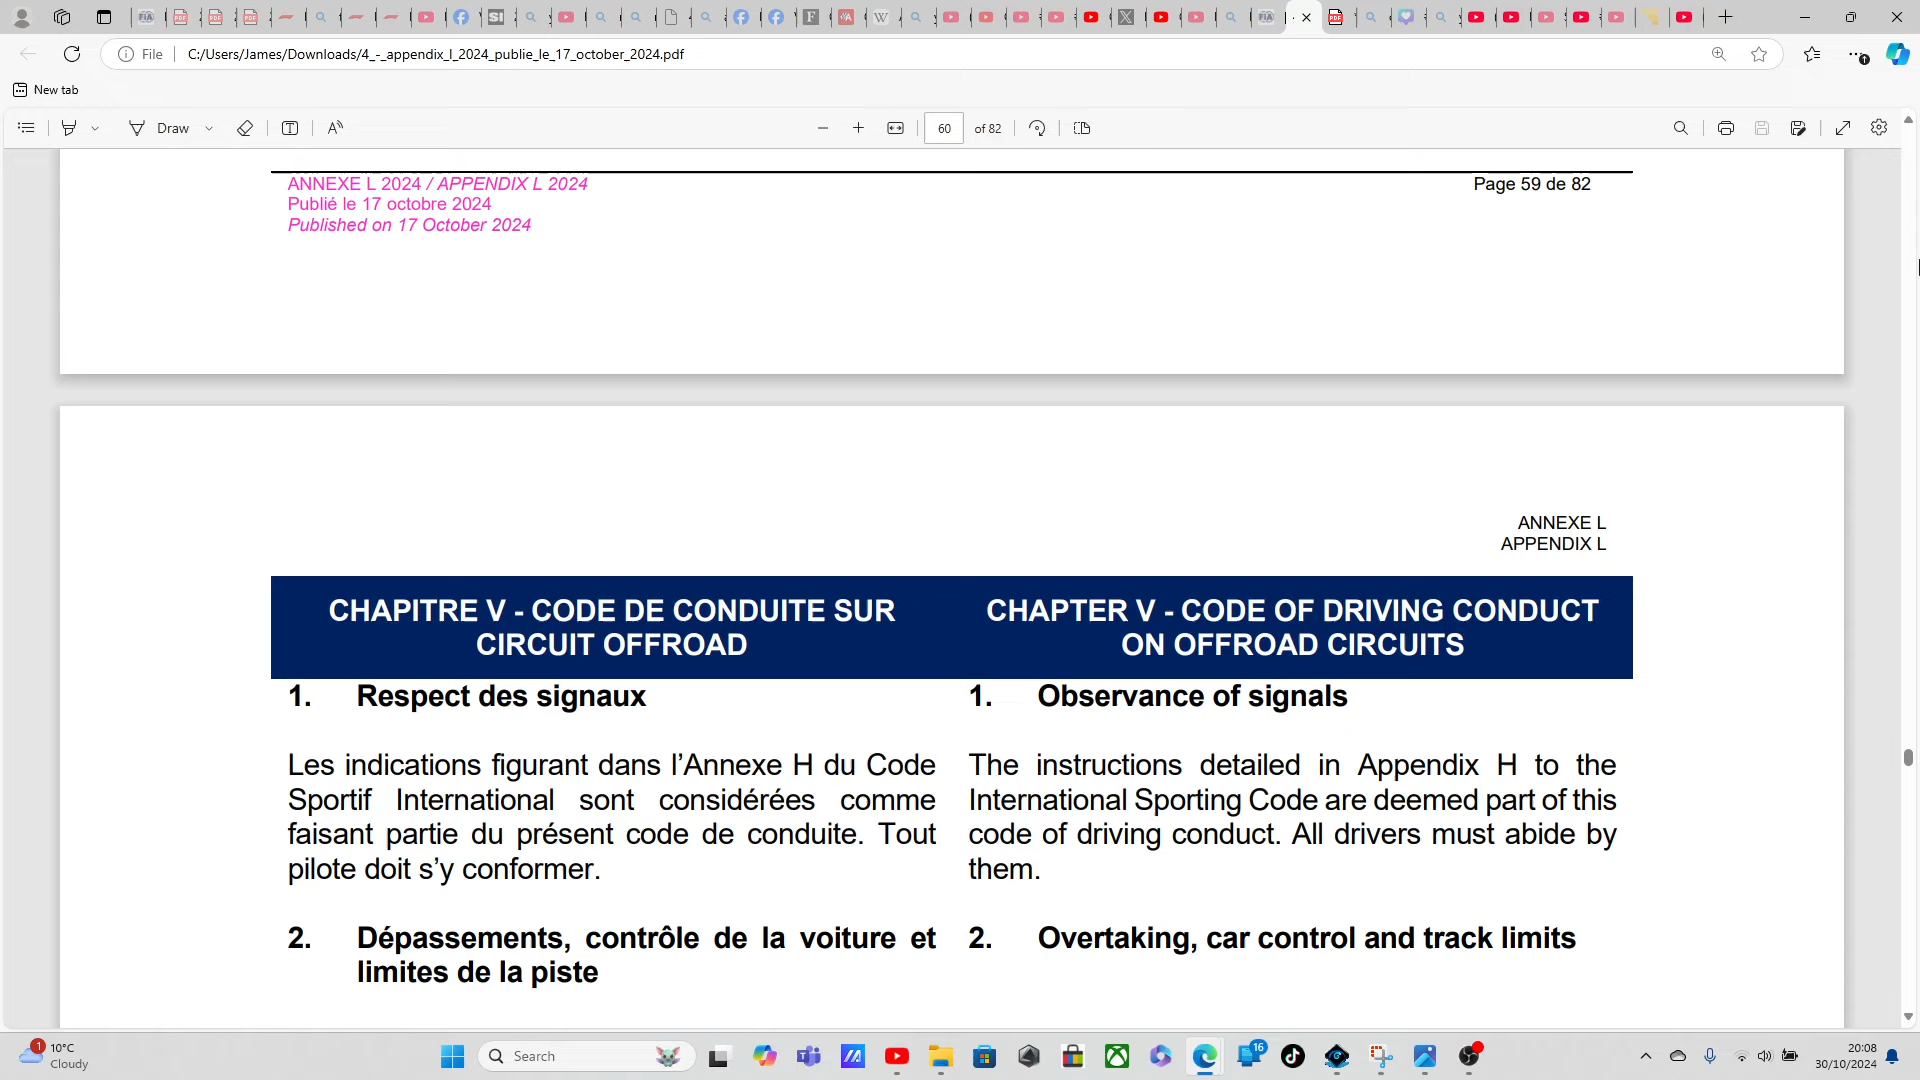 File
C:/Users/James/Downloads/4_-_appendix_l_2024_publie_le_17_october_2024.pdf
New tab
Draw
60
of 82
ANNEXE L 2024 / APPENDIX L 2024
Page 59 de 82
Publié le 17 octobre 2024
Published on 17 October 2024
ANNEXE L
APPENDIX L
CHAPITRE V - CODE DE CONDUITE SUR
CIRCUIT OFFROAD
CHAPTER V - CODE OF DRIVING CONDUCT
ON OFFROAD CIRCUITS
1. Respect des signaux
Les indications figurant dans l’Annexe H du Code
Sportif International sont considérées comme
faisant partie du présent code de conduite. Tout
pilote doit s’y conformer.
2. Dépassements, contrôle de la voiture et
limites de la piste
1. Observance of signals
The instructions detailed in Appendix H to the
International Sporting Code are deemed part of this
code of driving conduct. All drivers must abide by
them.
2. Overtaking, car control and track limits
1
10°C
Cloudy
Search
16
20:08
30/10/2024